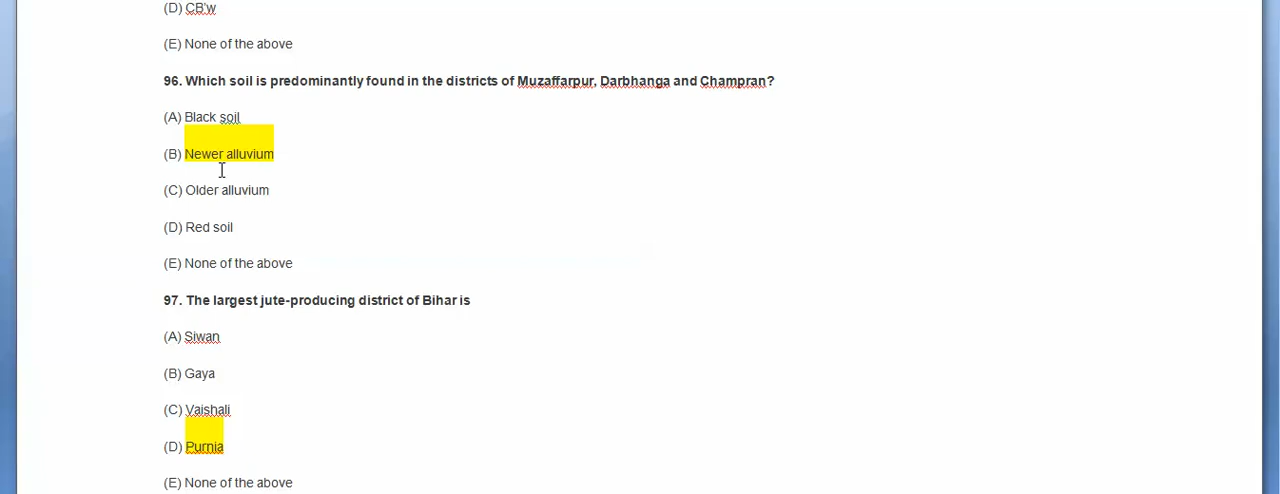 (D) CB'w
(E) None of the above
96. Which soil is predominantly found in the districts of Muzaffarpur, Darbhanga and Champran?
(A) Black soil
(B) Newer alluvium
(C) Older alluvium
(D) Red soil
(E) None of the above
97. The largest jute-producing district of Bihar is
(A) Siwan
(B) Gaya
(C) Vaishali
(D) Purnia
(E) None of the above